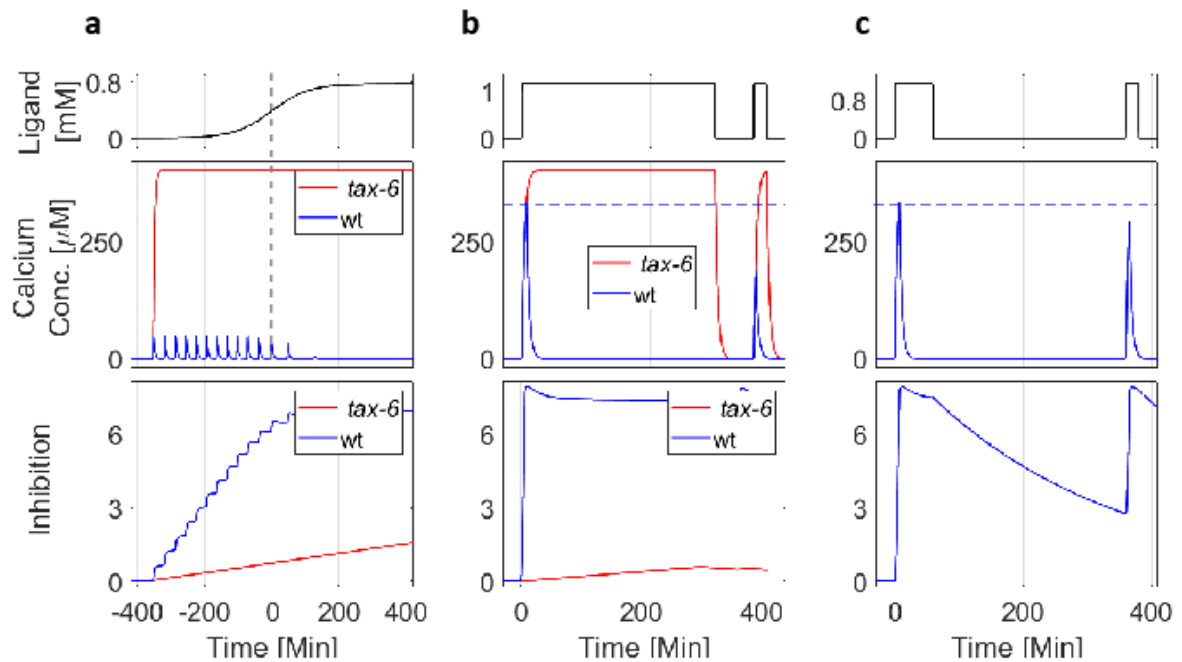 a b c
Ligand
[mM]
0.8
0
1
0
0.8
0
Calcium
Conc. [μM]
250
0
tax-6
wt
250
0
tax-6
wt
250
0
Inhibition
6
3
0
tax-6
wt
6
3
0
tax-6
wt
6
3
0
-400 -200 0 200 400
0 200 400
0 200 400
Time [Min] Time [Min] Time [Min]